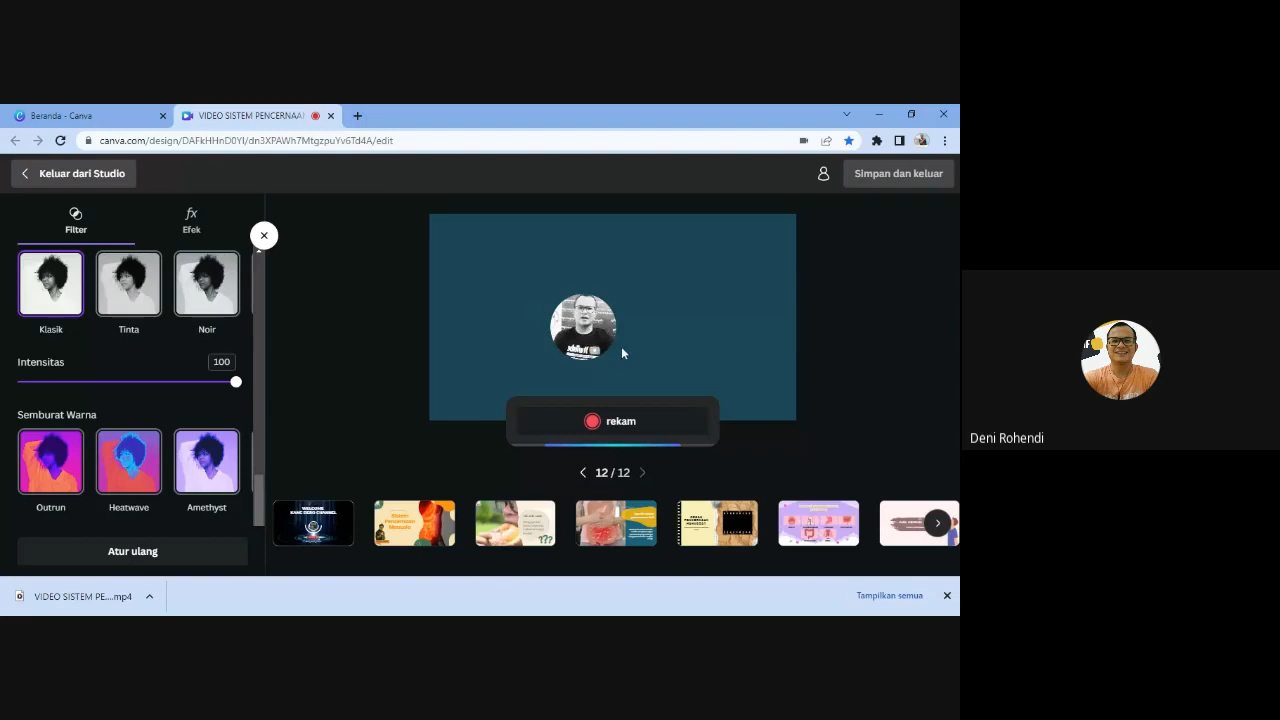 Beranda - Canva
VIDEO SISTEM PENCERNAAN
canva.com/design/DAFkHHnD0YI/dn3XPAWh7MtgzpuYv6Td4A/edit
Keluar dari Studio
Simpan dan keluar
Filter
fx
Efek
Klasik
Tinta
Noir
Intensitas
100
Semburat Warna
Outrun
Heatwave
Amethyst
Atur ulang
rekam
12 / 12
WELCOME
???
VIDEO SISTEM PE....mp4
Tampilkan semua
Deni Rohendi